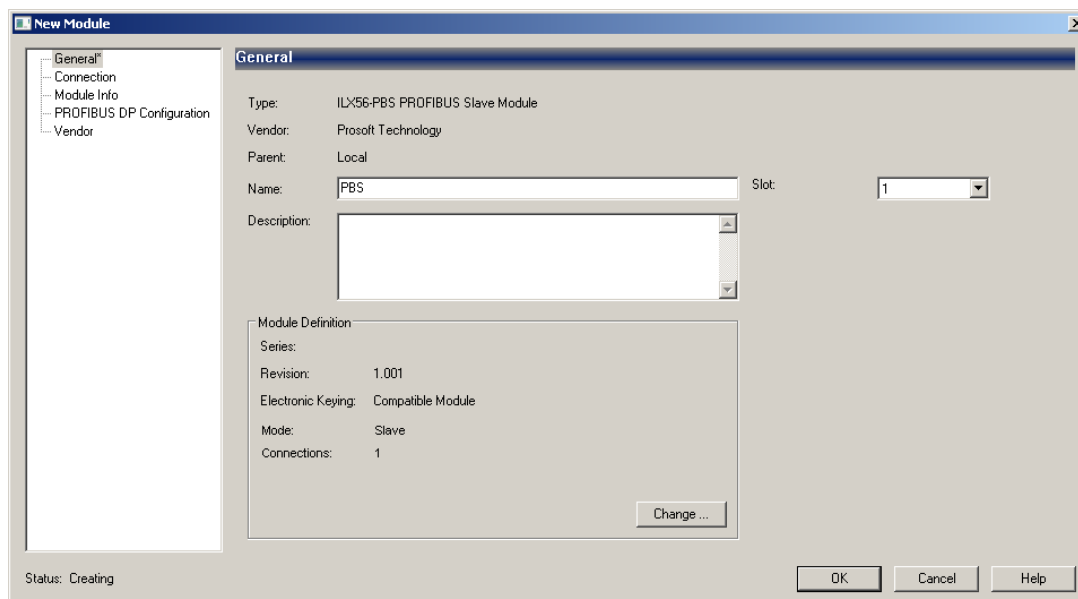 New Module
General*
Connection
Module Info
PROFIBUS DP Configuration
Vendor
General
Type: ILX56-PBS PROFIBUS Slave Module
Vendor: Prosoft Technology
Parent: Local
Name: PBS Slot: 1
Description:
Module Definition
Series:
Revision: 1.001
Electronic Keying: Compatible Module
Mode: Slave
Connections: 1
Change ...
Status: Creating OK Cancel Help